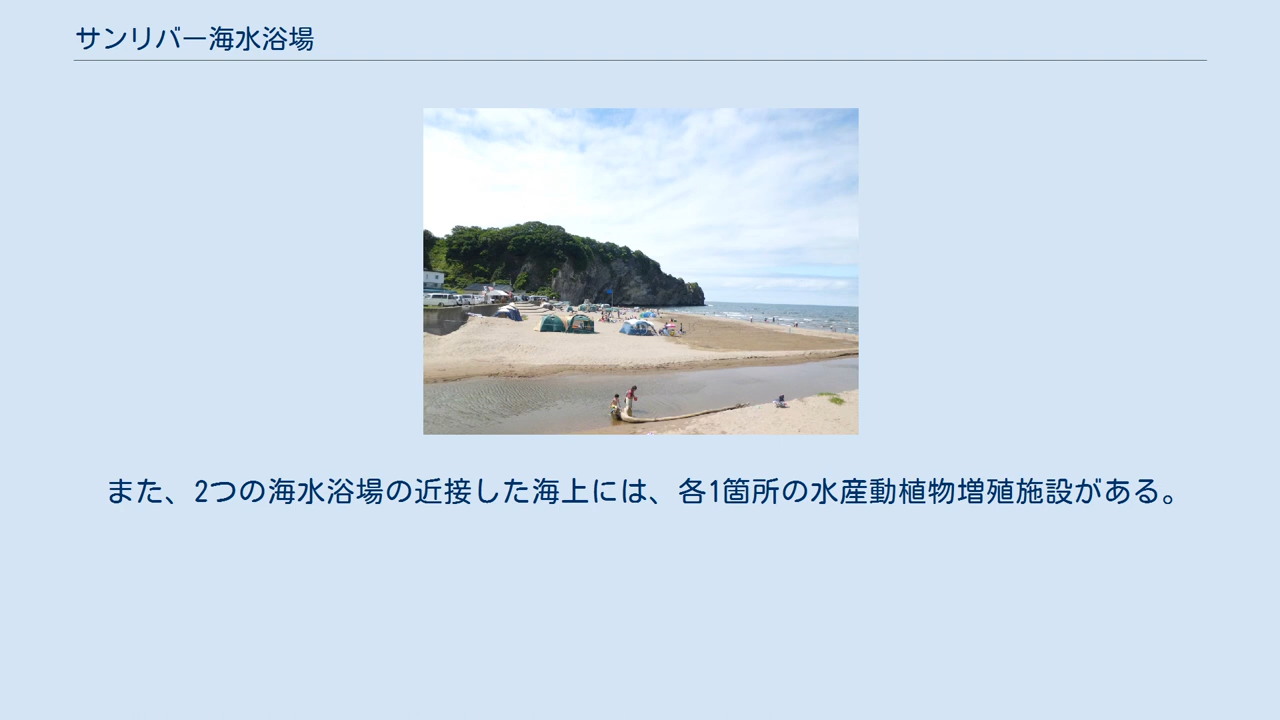 サンリバー海水浴場
また、2つの海水浴場の近接した海上には、各1箇所の水産動植物増殖施設がある。